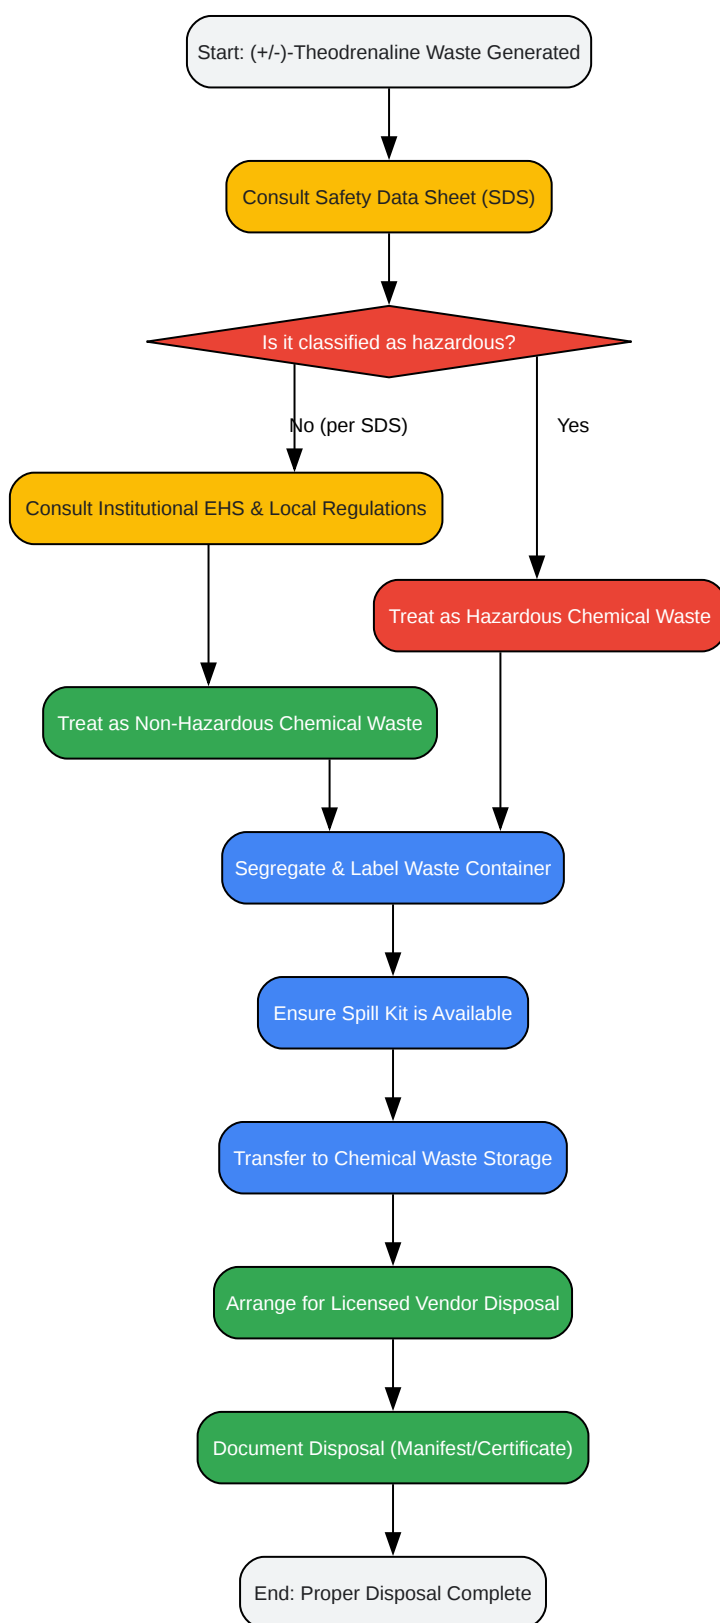 Start: (+/-)-Theodrenaline Waste Generated
Consult Safety Data Sheet (SDS)
Is it classified as hazardous?
No (per SDS)
Yes
Consult Institutional EHS & Local Regulations
Treat as Hazardous Chemical Waste
Treat as Non-Hazardous Chemical Waste
Segregate & Label Waste Container
Ensure Spill Kit is Available
Transfer to Chemical Waste Storage
Arrange for Licensed Vendor Disposal
Document Disposal (Manifest/Certificate)
End: Proper Disposal Complete